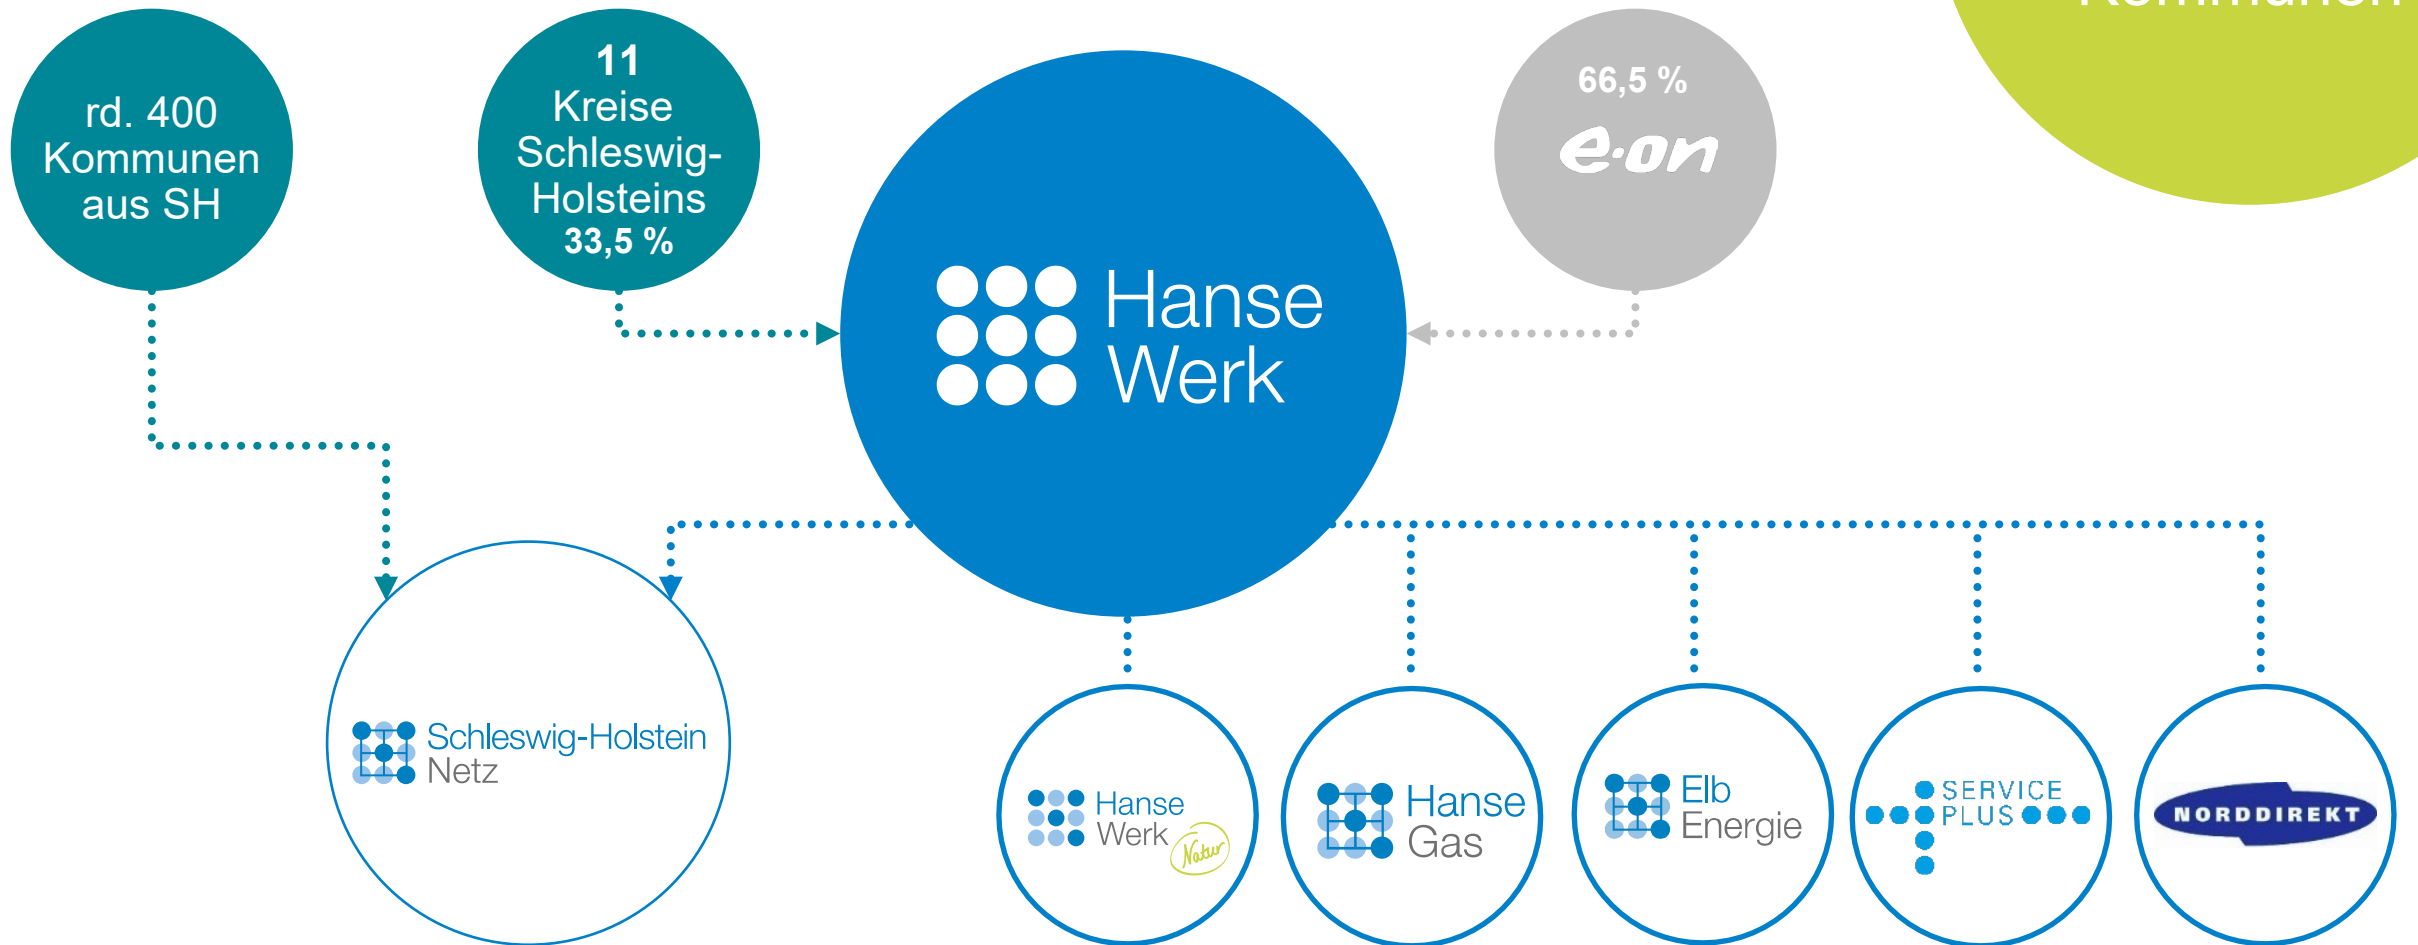 Kommunen
rd. 400
Kommunen
aus SH
11
Kreise
Schleswig-
Holsteins
33,5 %
66,5 %
e·on
Hanse
Werk
Schleswig-Holstein
Netz
Hanse
Werk
Natur
Hanse
Gas
Elb
Energie
SERVICE
PLUS
NORDDIREKT